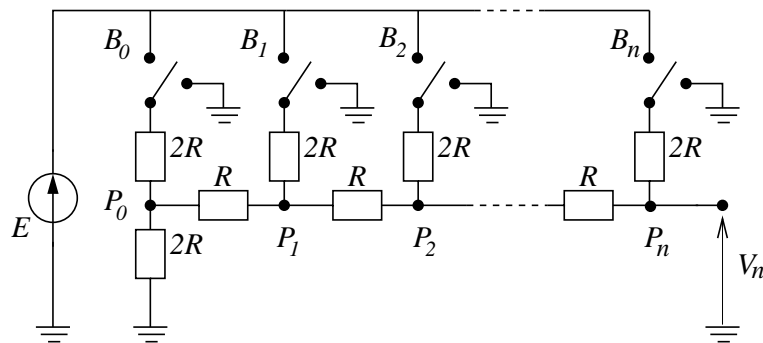 B0 B1 B2 Bn
2R 2R 2R 2R
R R R
P0
E
P1 P2 Pn
2R
Vn